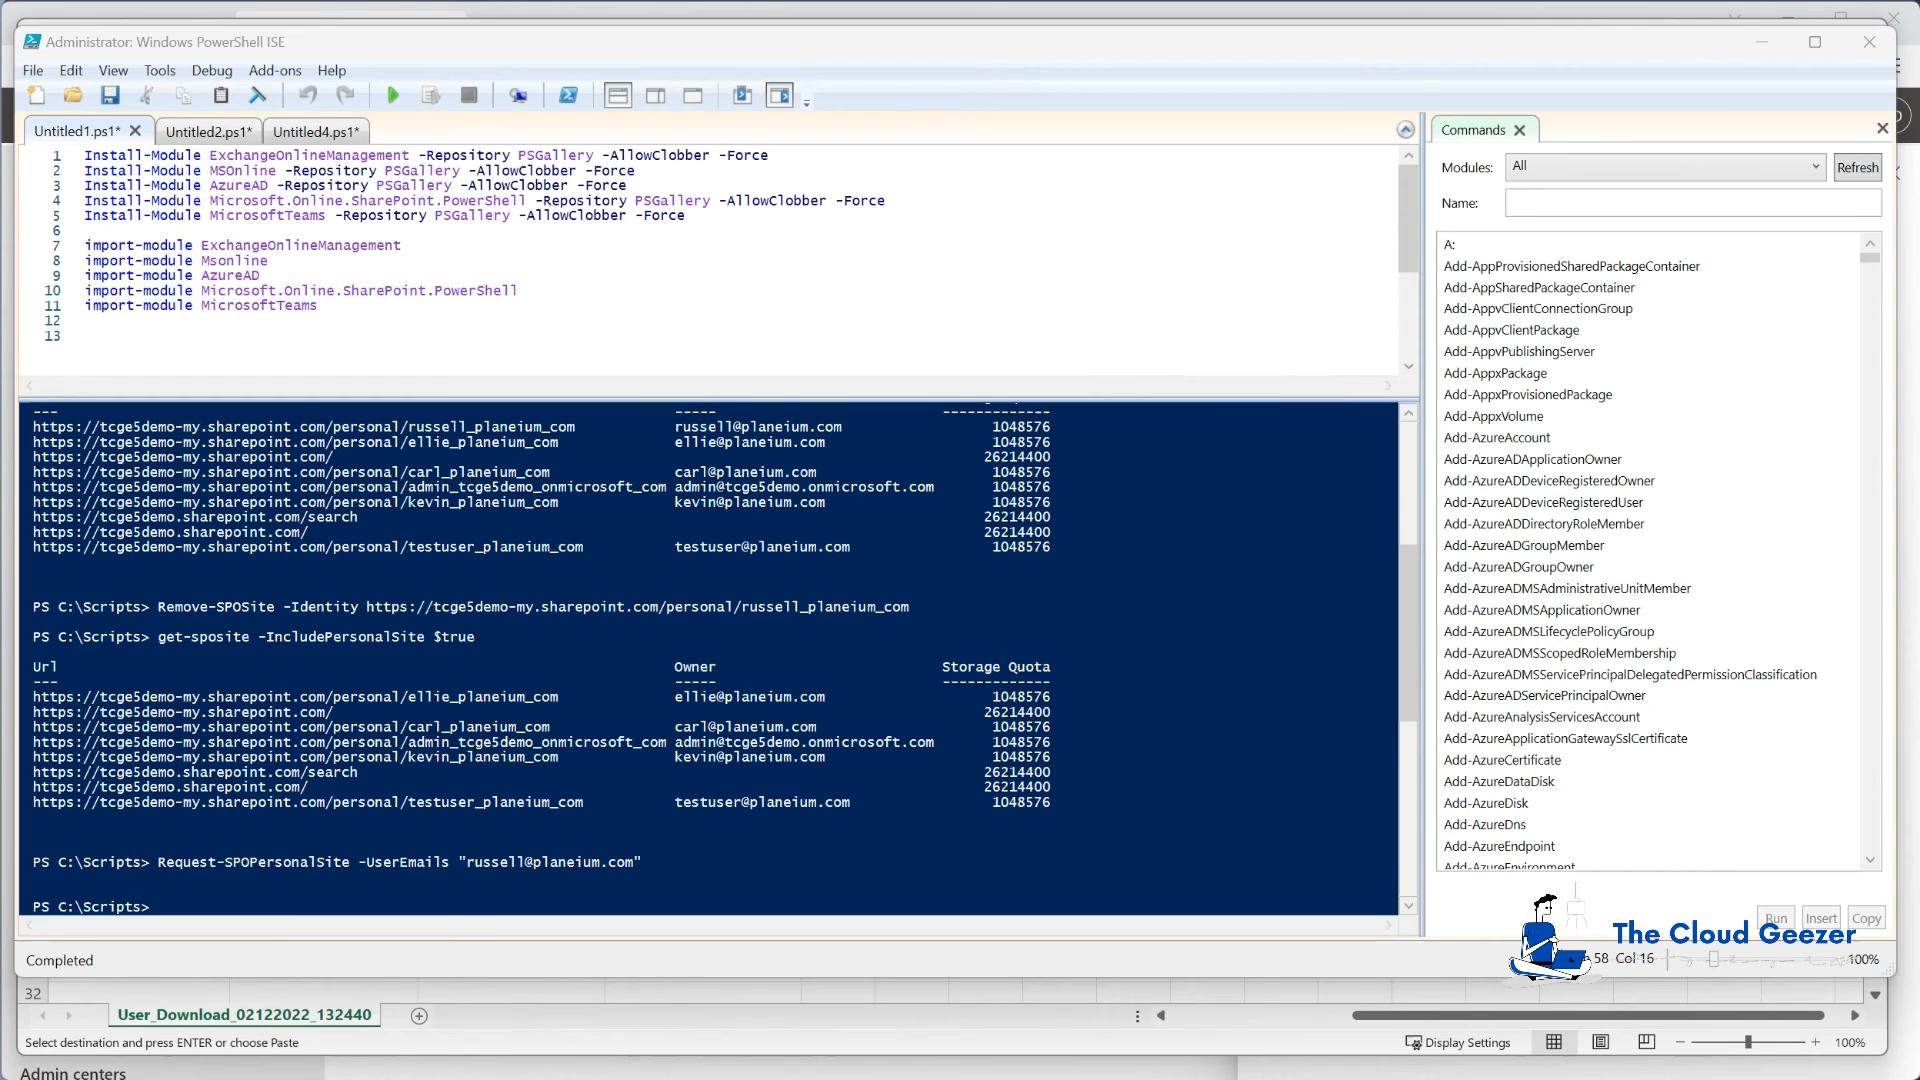 Administrator: Windows PowerShell ISE
File Edit View Tools Debug Add-ons Help
Untitled1.ps1* Untitled2.ps1* Untitled4.ps1*
1 Install-Module ExchangeOnlineManagement -Repository PSGallery -AllowClobber -Force
2 Install-Module MSOnline -Repository PSGallery -AllowClobber -Force
3 Install-Module AzureAD -Repository PSGallery -AllowClobber -Force
4 Install-Module Microsoft.Online.SharePoint.PowerShell -Repository PSGallery -AllowClobber -Force
5 Install-Module MicrosoftTeams -Repository PSGallery -AllowClobber -Force
6
7 import-module ExchangeOnlineManagement
8 import-module Msonline
9 import-module AzureAD
10 import-module Microsoft.Online.SharePoint.PowerShell
11 import-module MicrosoftTeams
12
13
--- ----- -------------
https://tcge5demo-my.sharepoint.com/personal/russell_planeium_com russell@planeium.com 1048576
https://tcge5demo-my.sharepoint.com/personal/ellie_planeium_com ellie@planeium.com 1048576
https://tcge5demo-my.sharepoint.com/ 26214400
https://tcge5demo-my.sharepoint.com/personal/carl_planeium_com carl@planeium.com 1048576
https://tcge5demo-my.sharepoint.com/personal/admin_tcge5demo_onmicrosoft_com admin@tcge5demo.onmicrosoft.com 1048576
https://tcge5demo-my.sharepoint.com/personal/kevin_planeium_com kevin@planeium.com 1048576
https://tcge5demo.sharepoint.com/search 26214400
https://tcge5demo.sharepoint.com/ 26214400
https://tcge5demo-my.sharepoint.com/personal/testuser_planeium_com testuser@planeium.com 1048576
PS C:\Scripts> Remove-SPOSite -Identity https://tcge5demo-my.sharepoint.com/personal/russell_planeium_com
PS C:\Scripts> get-sposite -IncludePersonalSite $true
Url Owner Storage Quota
--- ----- -------------
https://tcge5demo-my.sharepoint.com/personal/ellie_planeium_com ellie@planeium.com 1048576
https://tcge5demo-my.sharepoint.com/ 26214400
https://tcge5demo-my.sharepoint.com/personal/carl_planeium_com carl@planeium.com 1048576
https://tcge5demo-my.sharepoint.com/personal/admin_tcge5demo_onmicrosoft_com admin@tcge5demo.onmicrosoft.com 1048576
https://tcge5demo-my.sharepoint.com/personal/kevin_planeium_com kevin@planeium.com 1048576
https://tcge5demo.sharepoint.com/search 26214400
https://tcge5demo.sharepoint.com/ 26214400
https://tcge5demo-my.sharepoint.com/personal/testuser_planeium_com testuser@planeium.com 1048576
PS C:\Scripts> Request-SPOPersonalSite -UserEmails "russell@planeium.com"
PS C:\Scripts>
Completed
Commands
Modules: All Refresh
Name:
A:
Add-AppProvisionedSharedPackageContainer
Add-AppSharedPackageContainer
Add-AppvClientConnectionGroup
Add-AppvClientPackage
Add-AppvPublishingServer
Add-AppxPackage
Add-AppxProvisionedPackage
Add-AppxVolume
Add-AzureAccount
Add-AzureADApplicationOwner
Add-AzureADDeviceRegisteredOwner
Add-AzureADDeviceRegisteredUser
Add-AzureADDirectoryRoleMember
Add-AzureADGroupMember
Add-AzureADGroupOwner
Add-AzureADMSAdministrativeUnitMember
Add-AzureADMSApplicationOwner
Add-AzureADMSLifecyclePolicyGroup
Add-AzureADMSScopedRoleMembership
Add-AzureADMSServicePrincipalDelegatedPermissionClassification
Add-AzureADServicePrincipalOwner
Add-AzureAnalysisServicesAccount
Add-AzureApplicationGatewaySslCertificate
Add-AzureCertificate
Add-AzureDataDisk
Add-AzureDisk
Add-AzureDns
Add-AzureEndpoint
Add-AzureEnvironment
Run Insert Copy
The Cloud Geezer
58 Col 16 100%
32
User_Download_02122022_132440
Select destination and press ENTER or choose Paste
Display Settings 100%
Admin centers